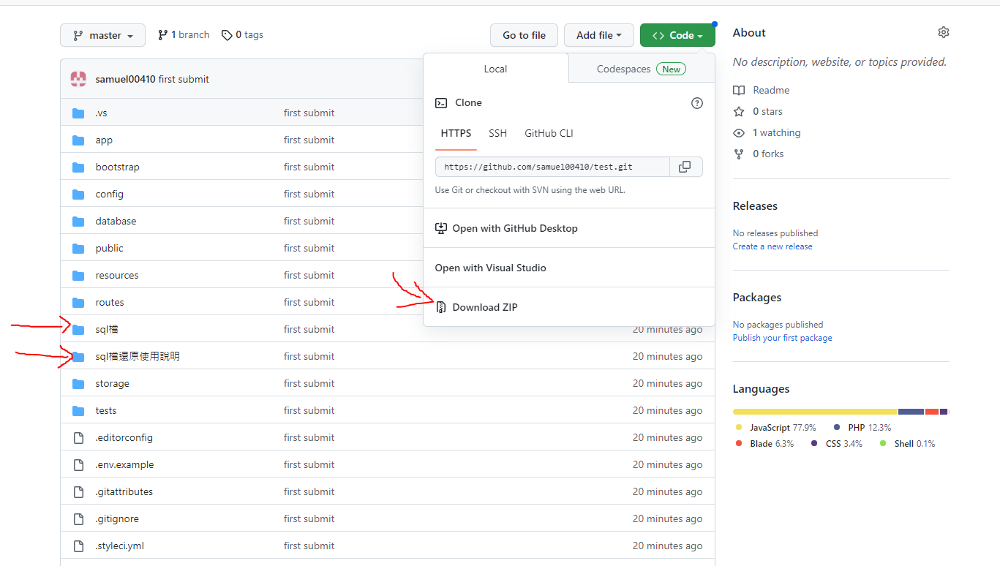 master
1 branch
0 tags
Go to file
Add file
Code
samuel00410 first submit
.vs first submit
app first submit
bootstrap first submit
config first submit
database first submit
public first submit
resources first submit
routes first submit
sql檔 first submit 20 minutes ago
sql檔還原使用說明 first submit 20 minutes ago
storage first submit 20 minutes ago
tests first submit 20 minutes ago
.editorconfig first submit 20 minutes ago
.env.example first submit 20 minutes ago
.gitattributes first submit 20 minutes ago
.gitignore first submit 20 minutes ago
.styleci.yml first submit 20 minutes ago
Local
Codespaces New
Clone
HTTPS SSH GitHub CLI
https://github.com/samuel00410/test.git
Use Git or checkout with SVN using the web URL.
Open with GitHub Desktop
Open with Visual Studio
Download ZIP
About
No description, website, or topics provided.
Readme
0 stars
1 watching
0 forks
Releases
No releases published
Create a new release
Packages
No packages published
Publish your first package
Languages
JavaScript 77.9% PHP 12.3%
Blade 6.3% CSS 3.4% Shell 0.1%